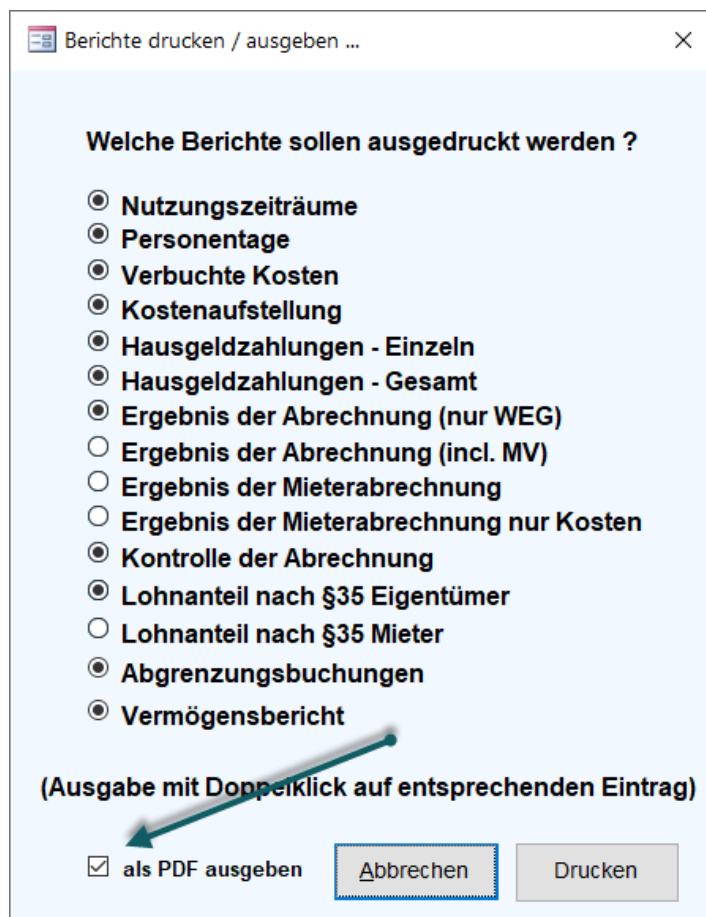 Berichte drucken / ausgeben ...
Welche Berichte sollen ausgedruckt werden ?
Nutzungszeiträume
Personentage
Verbuchte Kosten
Kostenaufstellung
Hausgeldzahlungen - Einzeln
Hausgeldzahlungen - Gesamt
Ergebnis der Abrechnung (nur WEG)
Ergebnis der Abrechnung (incl. MV)
Ergebnis der Mieterabrechnung
Ergebnis der Mieterabrechnung nur Kosten
Kontrolle der Abrechnung
Lohnanteil nach §35 Eigentümer
Lohnanteil nach §35 Mieter
Abgrenzungsbuchungen
Vermögensbericht
(Ausgabe mit Doppelklick auf entsprechenden Eintrag)
als PDF ausgeben Abbrechen Drucken